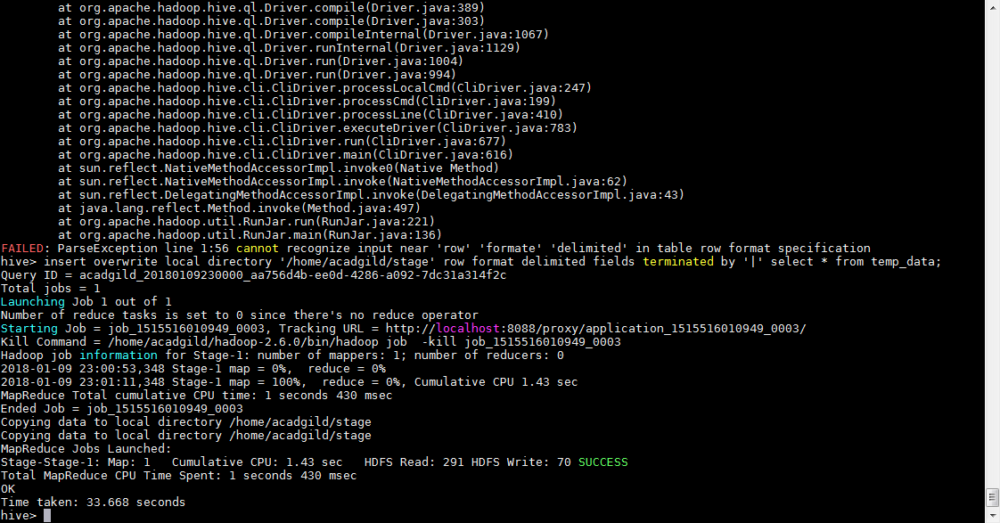 at org.apache.hadoop.hive.ql.Driver.compile(Driver.java:389)
at org.apache.hadoop.hive.ql.Driver.compile(Driver.java:303)
at org.apache.hadoop.hive.ql.Driver.compileInternal(Driver.java:1067)
at org.apache.hadoop.hive.ql.Driver.runInternal(Driver.java:1129)
at org.apache.hadoop.hive.ql.Driver.run(Driver.java:1004)
at org.apache.hadoop.hive.ql.Driver.run(Driver.java:994)
at org.apache.hadoop.hive.cli.CliDriver.processLocalCmd(CliDriver.java:247)
at org.apache.hadoop.hive.cli.CliDriver.processCmd(CliDriver.java:199)
at org.apache.hadoop.hive.cli.CliDriver.processLine(CliDriver.java:410)
at org.apache.hadoop.hive.cli.CliDriver.executeDriver(CliDriver.java:783)
at org.apache.hadoop.hive.cli.CliDriver.run(CliDriver.java:677)
at org.apache.hadoop.hive.cli.CliDriver.main(CliDriver.java:616)
at sun.reflect.NativeMethodAccessorImpl.invoke0(Native Method)
at sun.reflect.NativeMethodAccessorImpl.invoke(NativeMethodAccessorImpl.java:62)
at sun.reflect.DelegatingMethodAccessorImpl.invoke(DelegatingMethodAccessorImpl.java:43)
at java.lang.reflect.Method.invoke(Method.java:497)
at org.apache.hadoop.util.RunJar.run(RunJar.java:221)
at org.apache.hadoop.util.RunJar.main(RunJar.java:136)
FAILED: ParseException line 1:56 cannot recognize input near 'row' 'formate' 'delimited' in table row format specification
hive> insert overwrite local directory '/home/acadgild/stage' row format delimited fields terminated by '|' select * from temp_data;
Query ID = acadgild_20180109230000_aa756d4b-ee0d-4286-a092-7dc31a314f2c
Total jobs = 1
Launching Job 1 out of 1
Number of reduce tasks is set to 0 since there's no reduce operator
Starting Job = job_1515516010949_0003, Tracking URL = http://localhost:8088/proxy/application_1515516010949_0003/
Kill Command = /home/acadgild/hadoop-2.6.0/bin/hadoop job  -kill job_1515516010949_0003
Hadoop job information for Stage-1: number of mappers: 1; number of reducers: 0
2018-01-09 23:00:53,348 Stage-1 map = 0%,  reduce = 0%
2018-01-09 23:01:11,348 Stage-1 map = 100%,  reduce = 0%, Cumulative CPU 1.43 sec
MapReduce Total cumulative CPU time: 1 seconds 430 msec
Ended Job = job_1515516010949_0003
Copying data to local directory /home/acadgild/stage
Copying data to local directory /home/acadgild/stage
MapReduce Jobs Launched:
Stage-Stage-1: Map: 1   Cumulative CPU: 1.43 sec   HDFS Read: 291 HDFS Write: 70 SUCCESS
Total MapReduce CPU Time Spent: 1 seconds 430 msec
OK
Time taken: 33.668 seconds
hive>